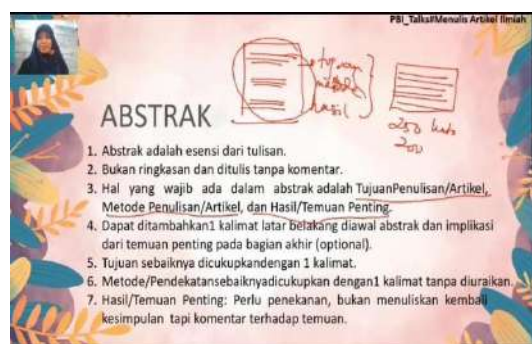 PBI_Talks#Menulis Artikel Ilmiah
tujuan
metode
hasil
250 kata
200
ABSTRAK
1. Abstrak adalah esensi dari tulisan.
2. Bukan ringkasan dan ditulis tanpa komentar.
3. Hal yang wajib ada dalam abstrak adalah TujuanPenulisan/Artikel,
Metode Penulisan/Artikel, dan Hasil/Temuan Penting.
4. Dapat ditambahkan1 kalimat latar belakang diawal abstrak dan implikasi
dari temuan penting pada bagian akhir (optional).
5. Tujuan sebaiknya dicukupkandengan 1 kalimat.
6. Metode/Pendekatansebaiknyadicukupkan dengan1 kalimat tanpa diuraikan.
7. Hasil/Temuan Penting: Perlu penekanan, bukan menuliskan kembali
kesimpulan tapi komentar terhadap temuan.